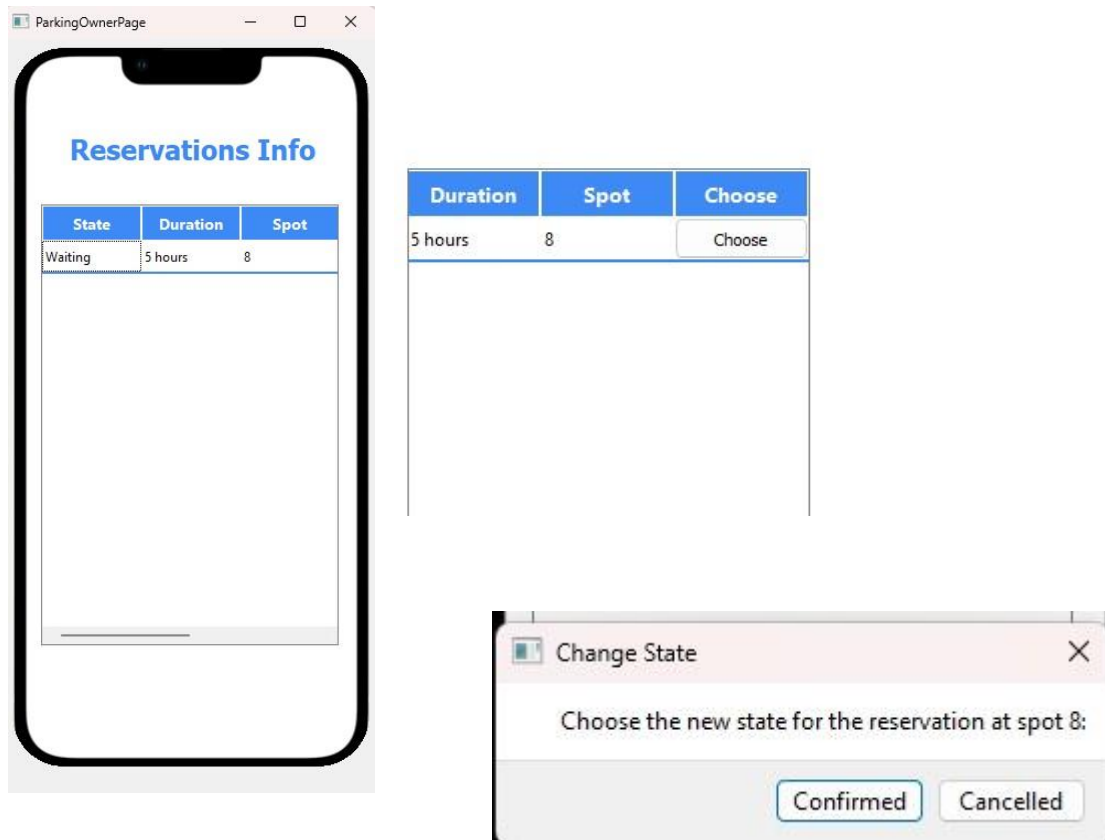 ParkingOwnerPage
Reservations Info
State Duration Spot
Waiting 5 hours 8
Duration Spot Choose
5 hours 8 Choose
Change State
Choose the new state for the reservation at spot 8:
Confirmed Cancelled